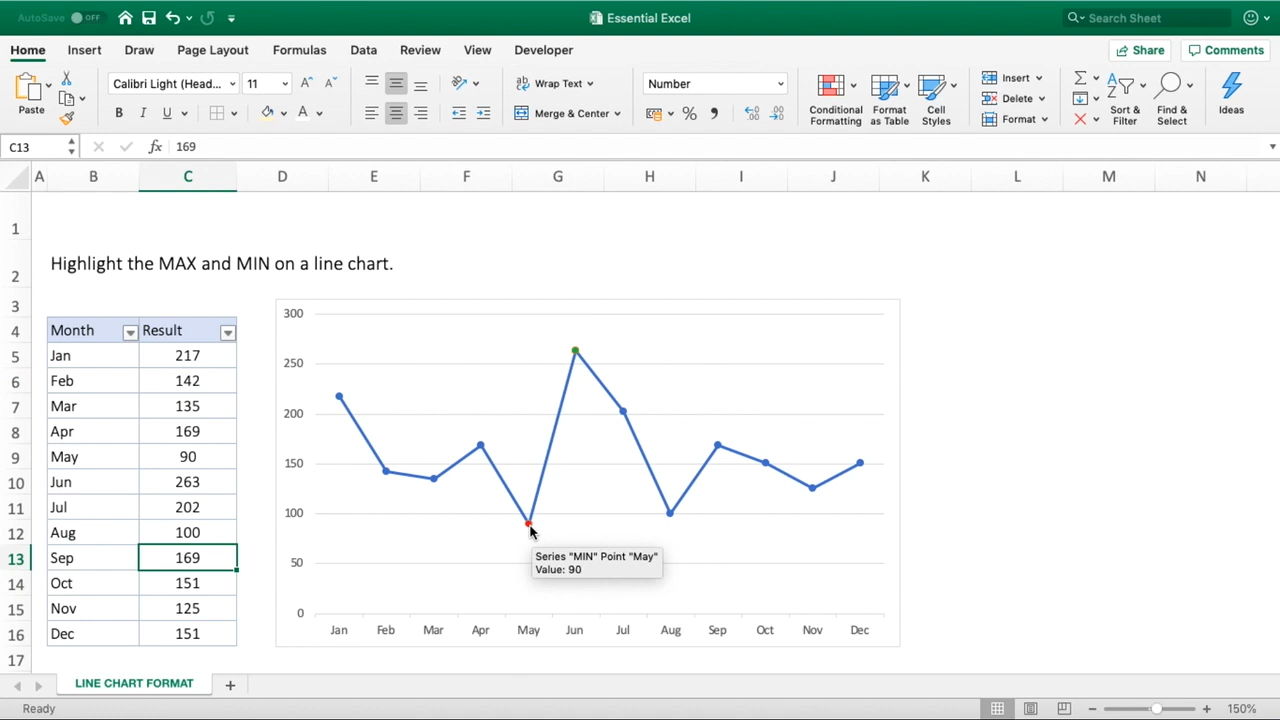 AutoSave OFF
Essential Excel
Search Sheet
Home Insert Draw Page Layout Formulas Data Review View Developer
Share Comments
Paste
Calibri Light (Head... 11
B I U A
Wrap Text
Merge & Center
Number
%
Conditional Formatting
Format as Table
Cell Styles
Insert
Delete
Format
Sort & Filter
Find & Select
Ideas
C13 fx 169
A B C D E F G H I J K L M N
1
2 Highlight the MAX and MIN on a line chart.
3
4 Month Result
5 Jan 217
6 Feb 142
7 Mar 135
8 Apr 169
9 May 90
10 Jun 263
11 Jul 202
12 Aug 100
13 Sep 169
14 Oct 151
15 Nov 125
16 Dec 151
17
300
250
200
150
100
50
0
Series "MIN" Point "May"
Value: 90
Jan Feb Mar Apr May Jun Jul Aug Sep Oct Nov Dec
LINE CHART FORMAT
Ready
150%